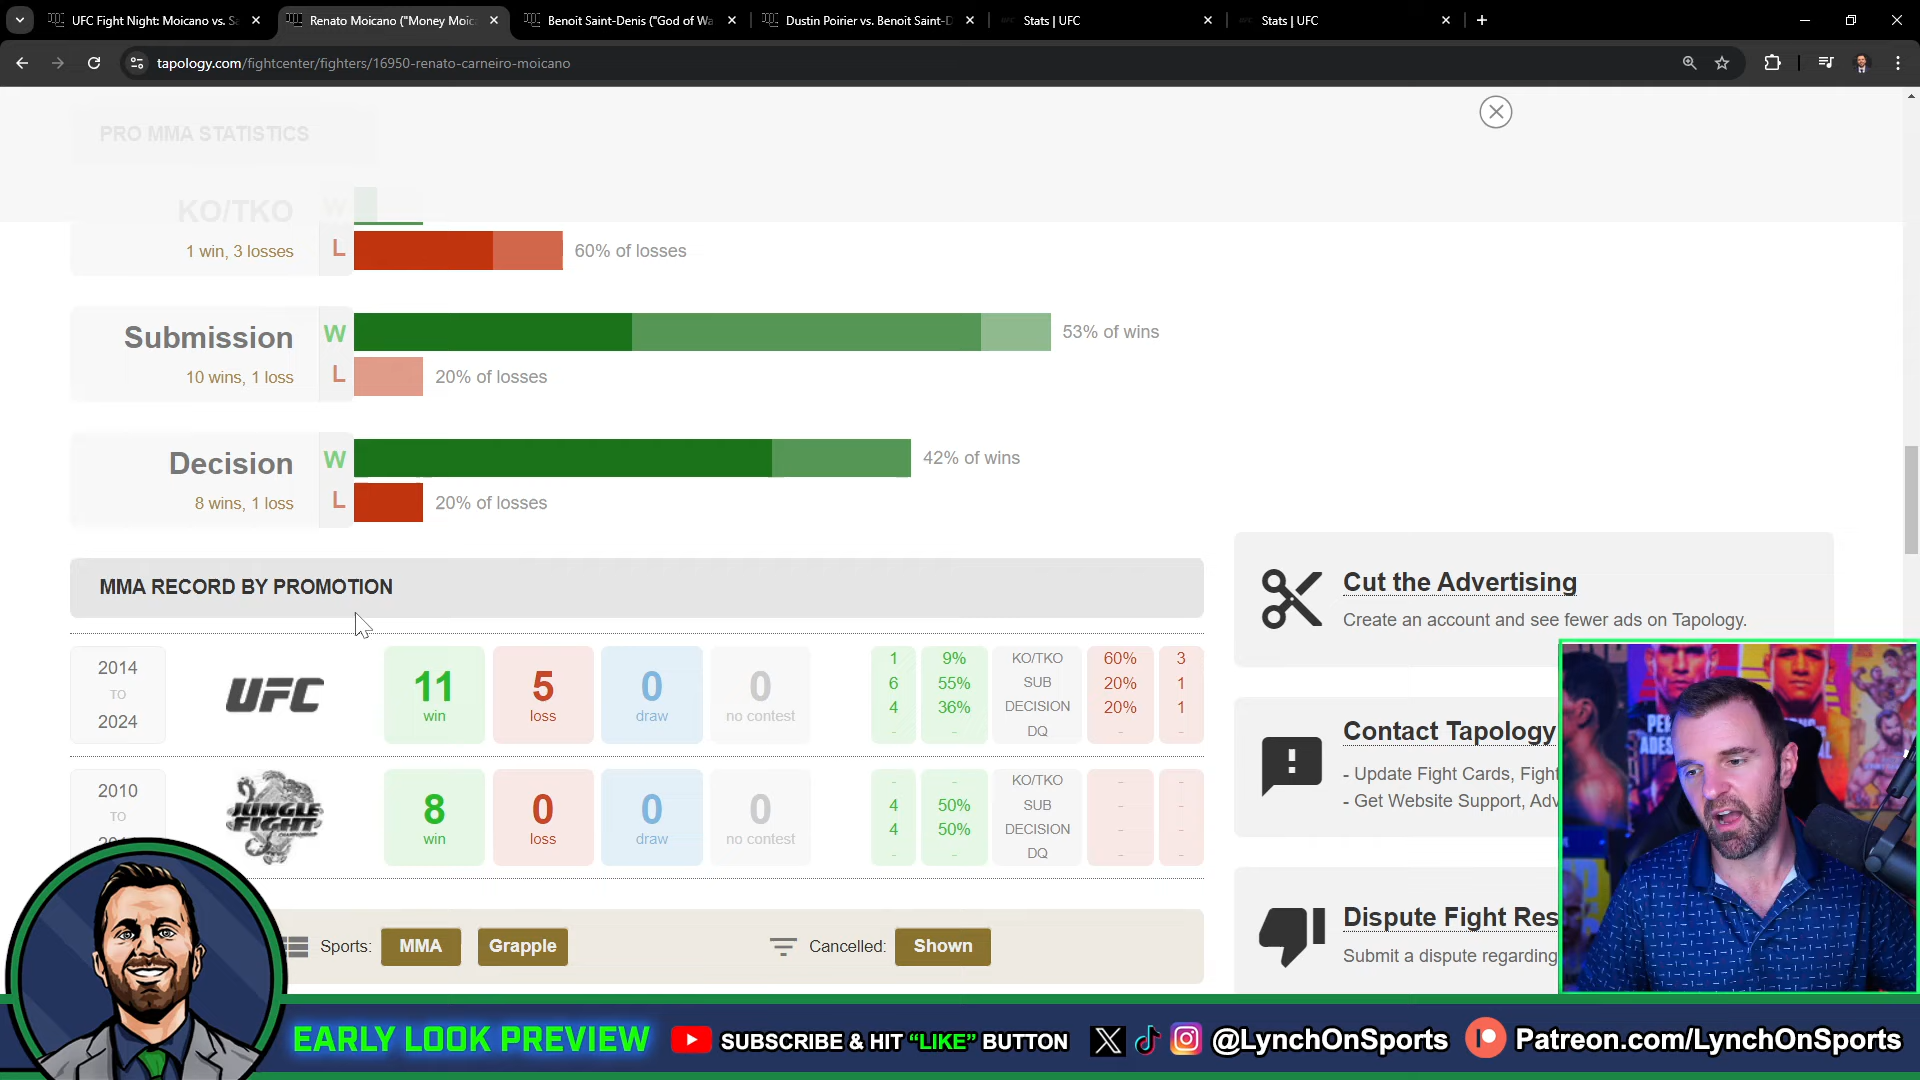 UFC Fight Night: Moicano vs. S
Renato Moicano ("Money Moic
Benoit Saint-Denis ("God of Wa
Dustin Poirier vs. Benoit Saint-D
Stats | UFC
Stats | UFC
tapology.com/fightcenter/fighters/16950-renato-carneiro-moicano
PRO MMA STATISTICS
KO/TKO
W
1 win, 3 losses
L
60% of losses
Submission
W
53% of wins
10 wins, 1 loss
L
20% of losses
Decision
W
42% of wins
8 wins, 1 loss
L
20% of losses
MMA RECORD BY PROMOTION
2014
TO
2024
UFC
11
win
5
loss
0
draw
0
no contest
1 9% KO/TKO 60% 3
6 55% SUB 20% 1
4 36% DECISION 20% 1
- - DQ - -
2010
TO
JUNGLE
FIGHT
8
win
0
loss
0
draw
0
no contest
- - KO/TKO - -
4 50% SUB - -
4 50% DECISION - -
- - DQ - -
Sports: MMA Grapple
Cancelled: Shown
Cut the Advertising
Create an account and see fewer ads on Tapology.
Contact Tapology
- Update Fight Cards, Fight
- Get Website Support, Adv
Dispute Fight Res
Submit a dispute regarding
EARLY LOOK PREVIEW
SUBSCRIBE & HIT "LIKE" BUTTON
@LynchOnSports
Patreon.com/LynchOnSports